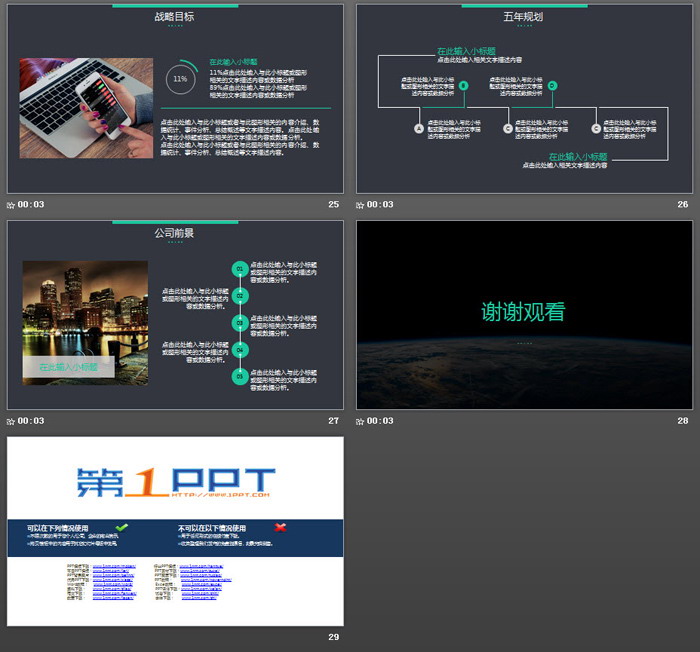 战略目标
11%
在此输入小标题
11%点击此处输入与此小标题或图形
相关的文字描述内容或数据分析
89%点击此处输入与此小标题或图形
相关的文字描述内容或数据分析
点击此处输入与此小标题或者与此图形相关的内容介绍、数
据统计、事件分析、总结概述等文字描述内容。点击此处输
入与此小标题或者与此图形相关的内容介绍、数据统计、事件分析、总结概述等文字描述内容。
00:03
25
五年规划
在此输入小标题
点击此处输入相关文字描述内容
点击此处输入与此小标
题或图形相关的文字描
述内容或数据分析
B
点击此处输入与此小标
题或图形相关的文字描
述内容或数据分析
D
A
点击此处输入与此小标
题或图形相关的文字描
述内容或数据分析
C
点击此处输入与此小标
题或图形相关的文字描
述内容或数据分析
点击此处输入与此小标
题或图形相关的文字描
述内容或数据分析
在此输入小标题
点击此处输入相关文字描述内容
00:03
26
公司前景
在此输入小标题
01
点击此处输入与此小标题
或图形相关的文字描述内
容或数据分析。
02
点击此处输入与此小标题
或图形相关的文字描述内
容或数据分析。
03
点击此处输入与此小标题
或图形相关的文字描述内
容或数据分析。
04
点击此处输入与此小标题
或图形相关的文字描述内
容或数据分析。
05
点击此处输入与此小标题
或图形相关的文字描述内
容或数据分析。
00:03
27
谢谢观看
00:03
28
第1PPT
HTTP://WWW.1PPT.COM
可以在下列情况使用
不可以在以下情况使用
29